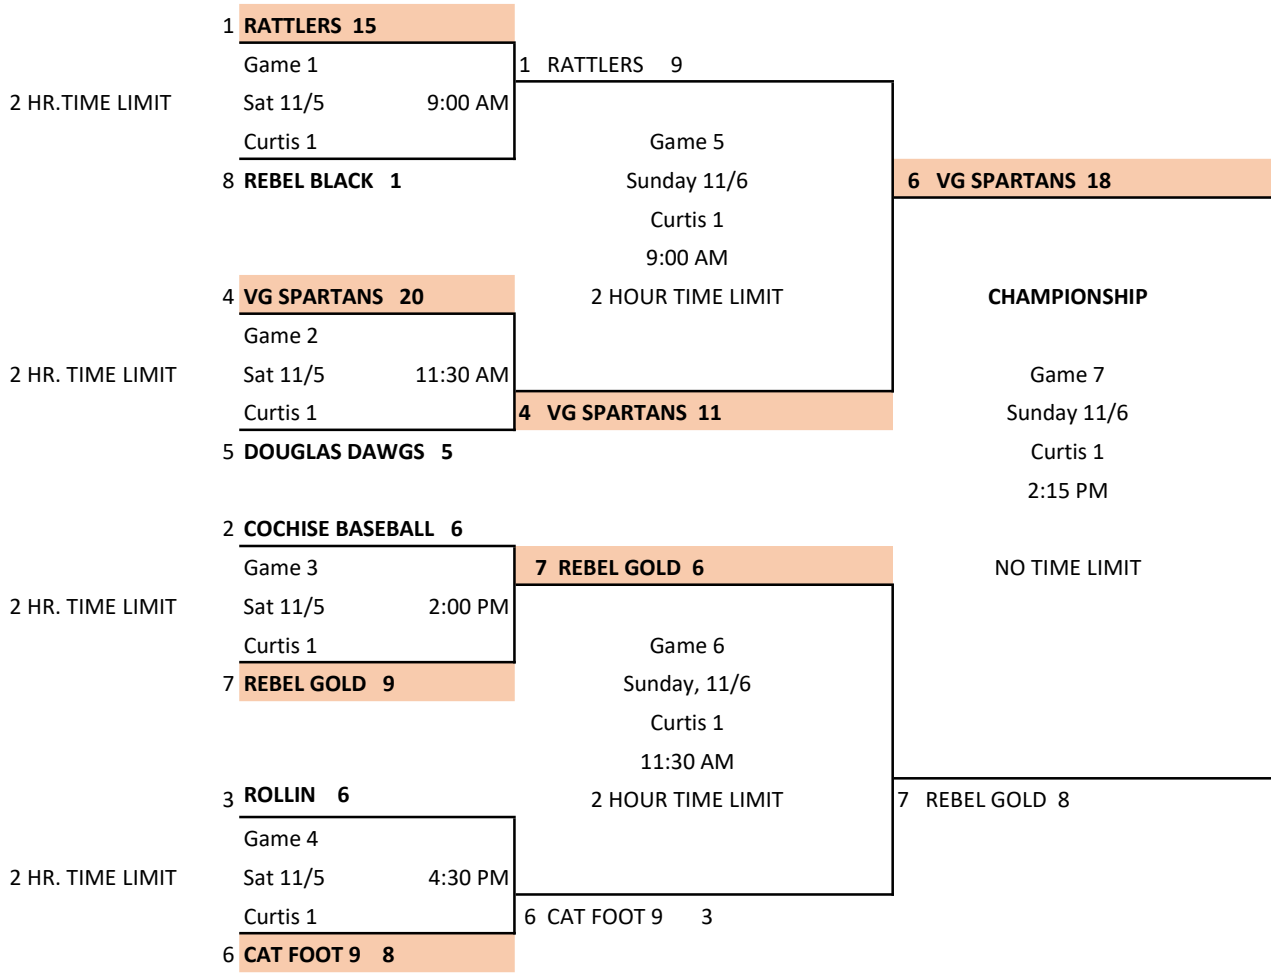 1 RATTLERS 15
Game 1
1 RATTLERS 9
2 HR.TIME LIMIT Sat 11/5 9:00 AM
Curtis 1 Game 5
8 REBEL BLACK 1 Sunday 11/6 6 VG SPARTANS 18
Curtis 1
9:00 AM
4 VG SPARTANS 20 2 HOUR TIME LIMIT CHAMPIONSHIP
Game 2
2 HR. TIME LIMIT Sat 11/5 11:30 AM Game 7
Curtis 1 4 VG SPARTANS 11 Sunday 11/6
5 DOUGLAS DAWGS 5 Curtis 1
2:15 PM
2 COCHISE BASEBALL 6
Game 3 7 REBEL GOLD 6 NO TIME LIMIT
2 HR. TIME LIMIT Sat 11/5 2:00 PM
Curtis 1 Game 6
7 REBEL GOLD 9 Sunday, 11/6
Curtis 1
11:30 AM
3 ROLLIN 6 2 HOUR TIME LIMIT 7 REBEL GOLD 8
Game 4
2 HR. TIME LIMIT Sat 11/5 4:30 PM
Curtis 1 6 CAT FOOT 9 3
6 CAT FOOT 9 8